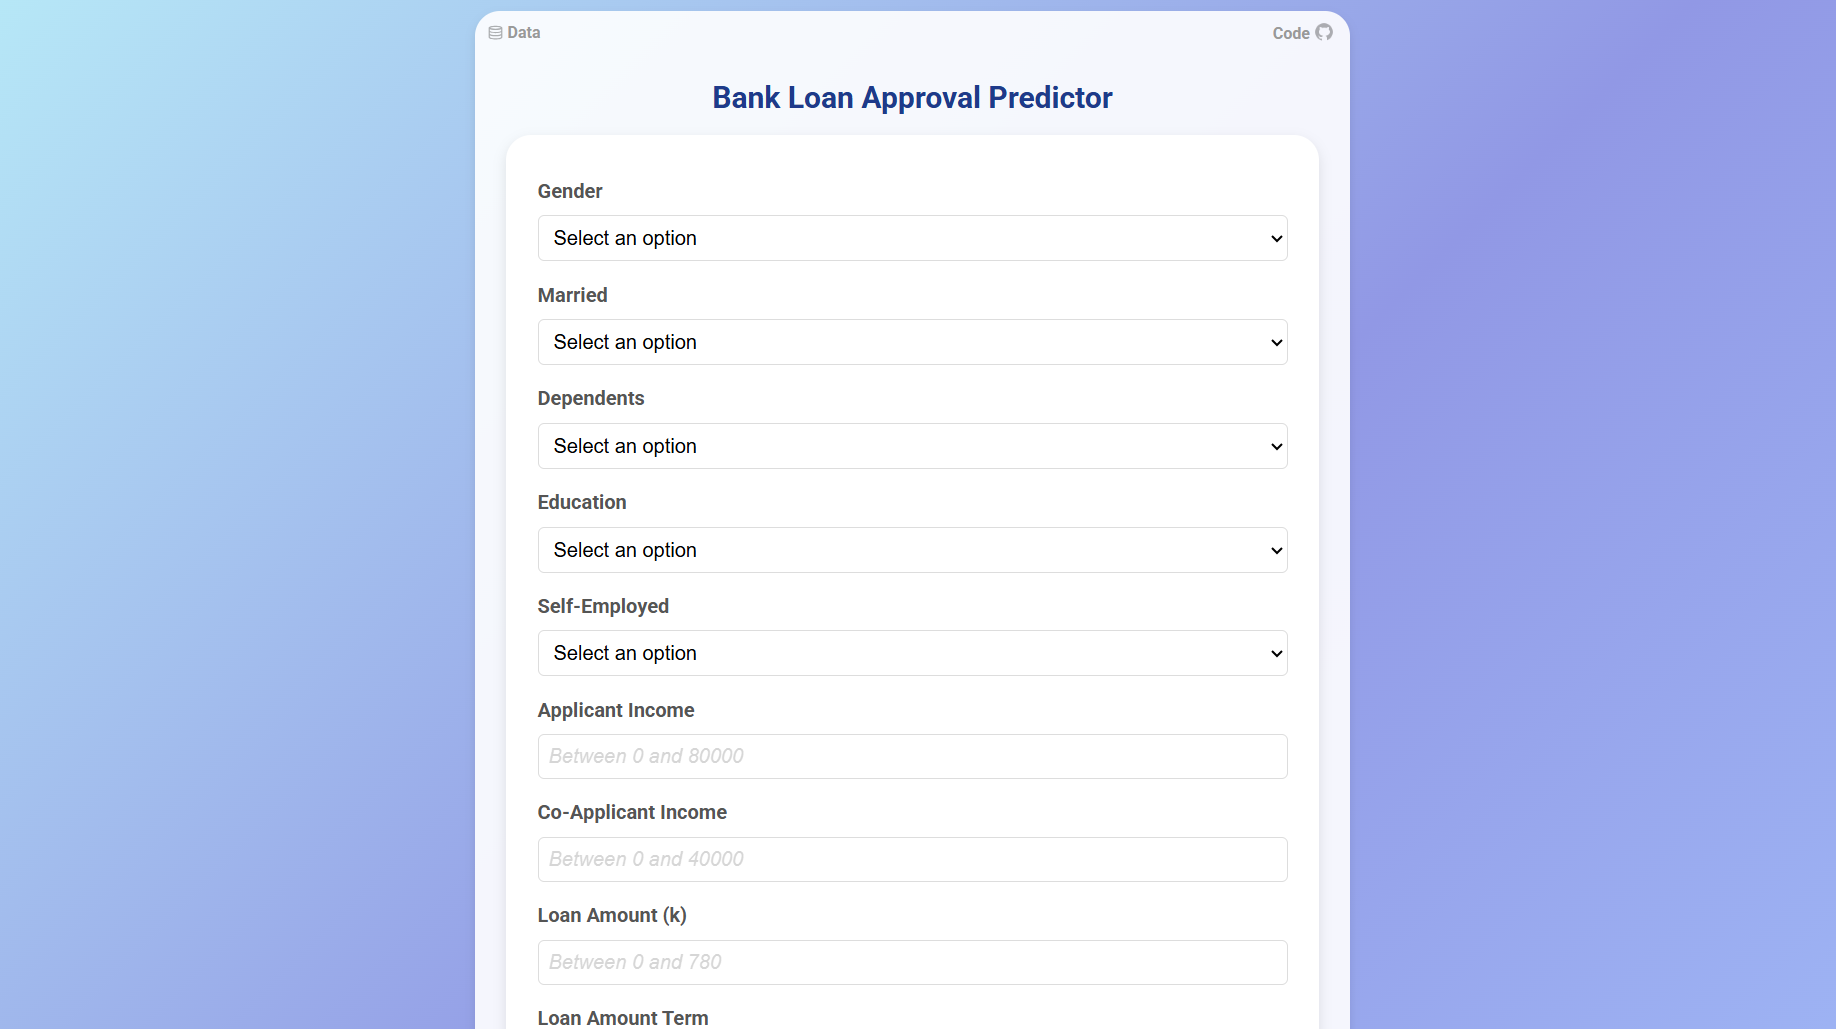 Data
Code
Bank Loan Approval Predictor
Gender
Select an option
Married
Select an option
Dependents
Select an option
Education
Select an option
Self-Employed
Select an option
Applicant Income
Between 0 and 80000
Co-Applicant Income
Between 0 and 40000
Loan Amount (k)
Between 0 and 780
Loan Amount Term